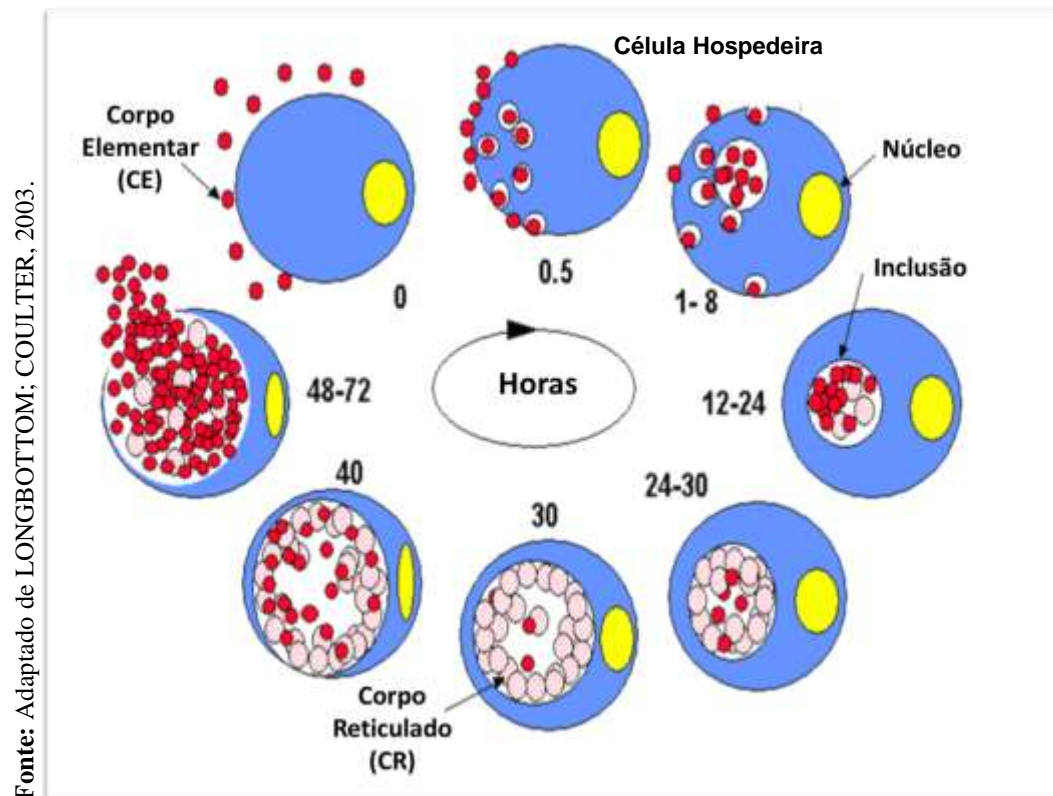 Célula Hospedeira
Corpo
Elementar
(CE)
Núcleo
0
0.5
1- 8
Inclusão
Horas
48-72
12-24
40
30
24-30
Corpo
Reticulado
(CR)
Fonte: Adaptado de LONGBOTTOM; COULTER, 2003.